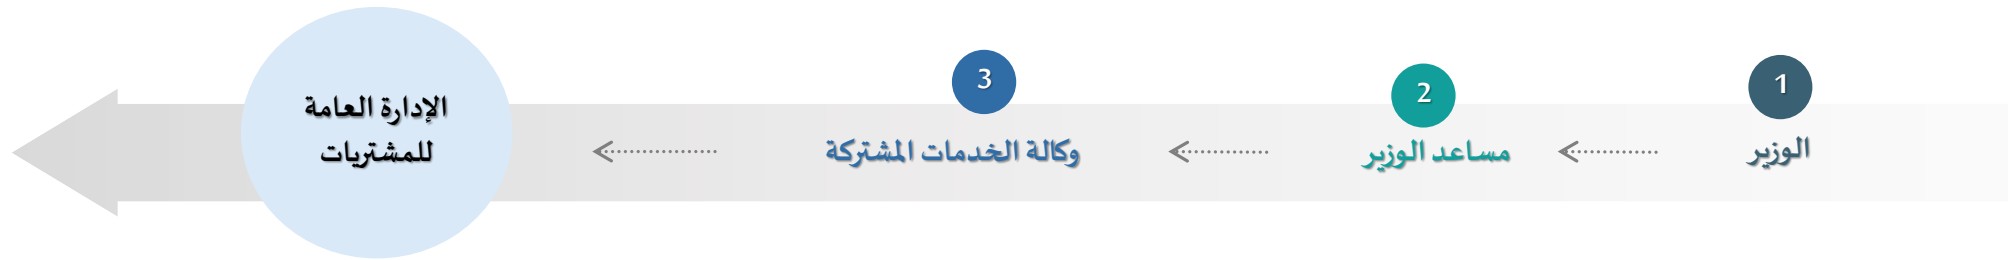 1
الوزير
2
مساعد الوزير
3
وكالة الخدمات المشتركة
الإدارة العامة
للمشتريات